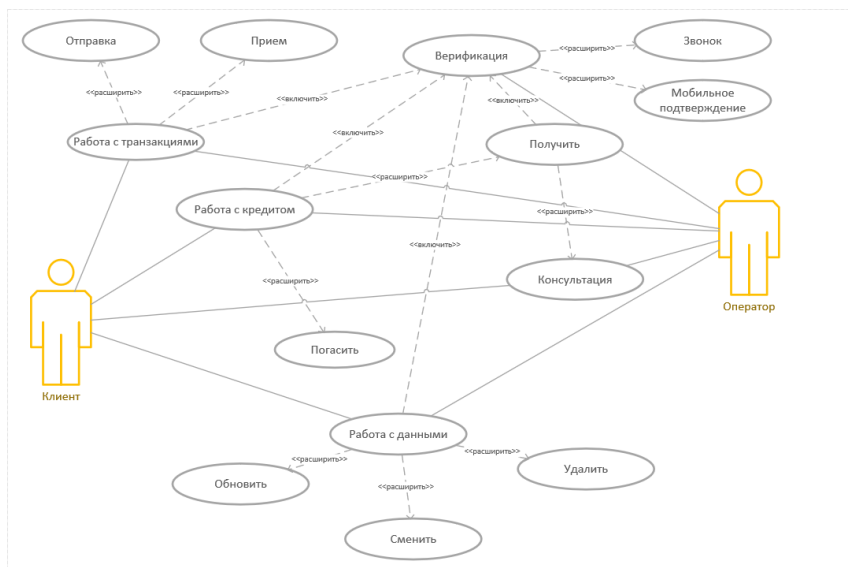 Отправка
Прием
Верификация
<<расширить>>
Звонок
<<расширить>>
<<расширить>>
<<расширить>>
Мобильное
подтверждение
<<включить>>
<<включить>>
<<включить>>
Работа с транзакциями
Получить
<<расширить>>
Работа с кредитом
<<расширить>>
<<включить>>
<<расширить>>
Консультация
Оператор
Погасить
Клиент
Работа с данными
<<расширить>>
Обновить
Удалить
<<расширить>>
<<расширить>>
Сменить